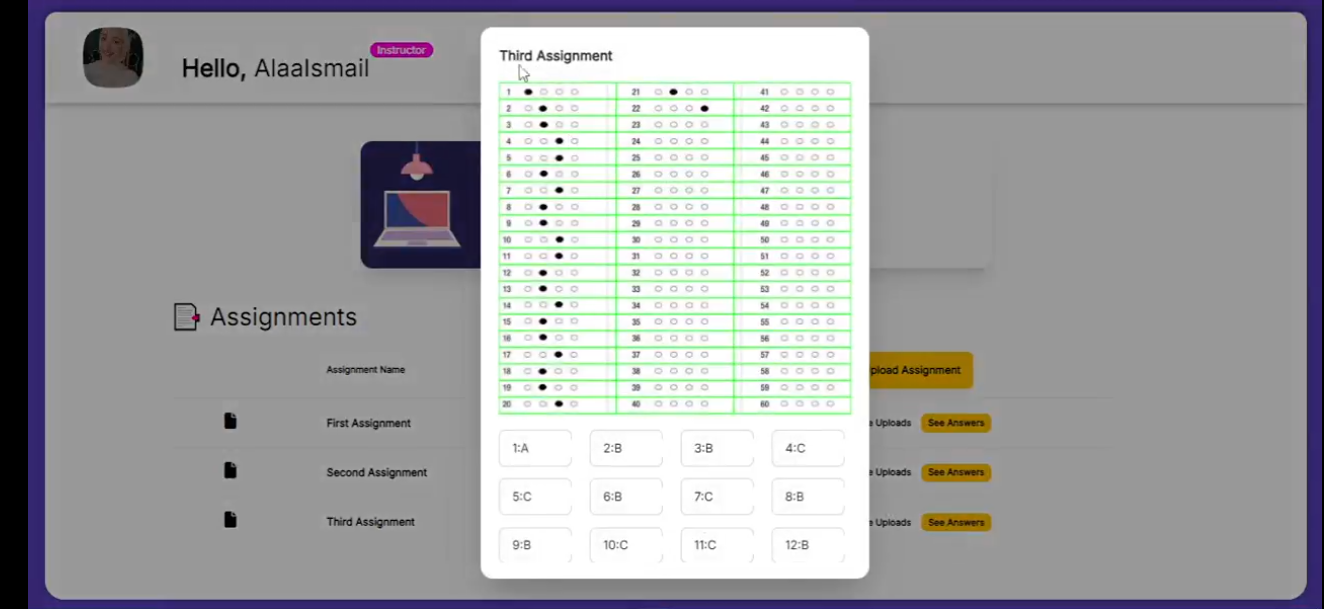 Hello, AlaaIsmail
Instructor
Third Assignment
1 21 41
2 22 42
3 23 43
4 24 44
5 25 45
6 26 46
7 27 47
8 28 48
9 29 49
10 30 50
11 31 51
12 32 52
13 33 53
14 34 54
15 35 55
16 36 56
17 37 57
18 38 58
19 39 59
20 40 60
1:A 2:B 3:B 4:C
5:C 6:B 7:C 8:B
9:B 10:C 11:C 12:B
Assignments
Assignment Name
pload Assignment
First Assignment
e Uploads See Answers
Second Assignment
e Uploads See Answers
Third Assignment
e Uploads See Answers